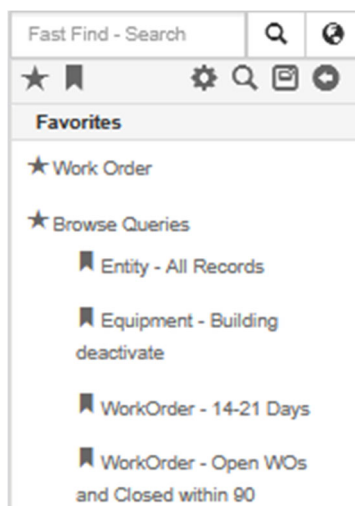 Fast Find - Search
Favorites
Work Order
Browse Queries
Entity - All Records
Equipment - Building
deactivate
WorkOrder - 14-21 Days
WorkOrder - Open WOs
and Closed within 90